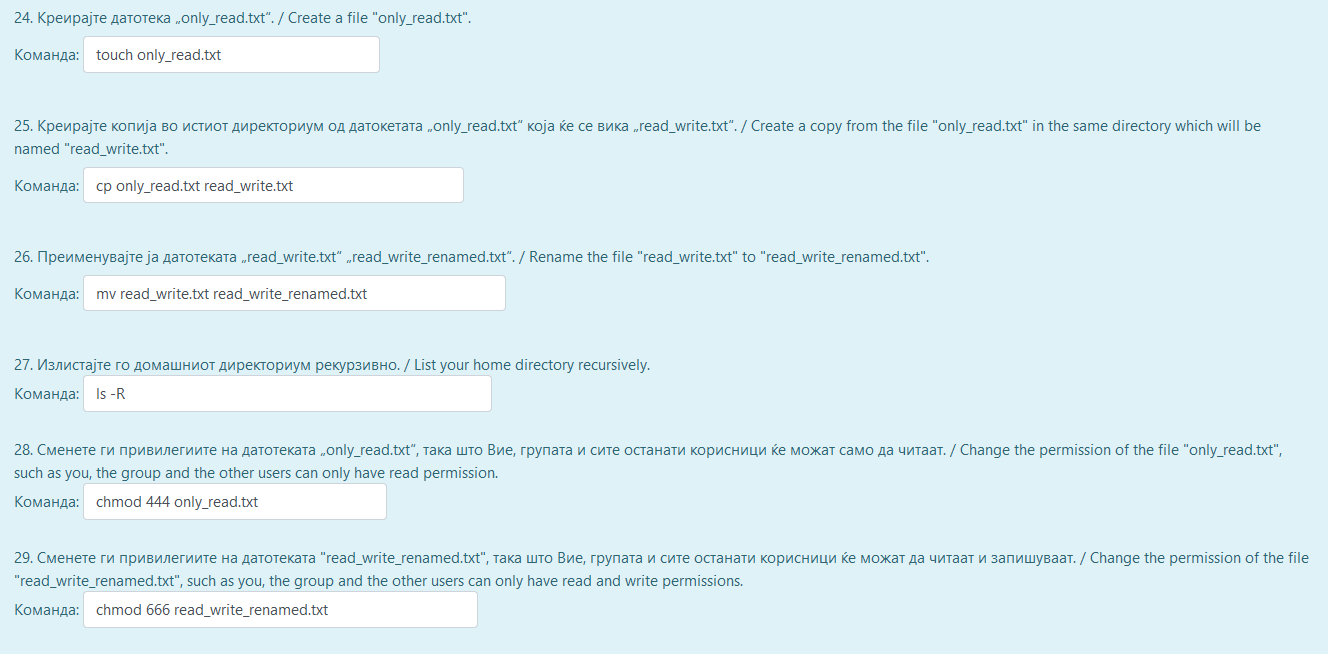 24. Креирајте датотека „only_read.txt“. / Create a file "only_read.txt".
Команда: touch only_read.txt
25. Креирајте копија во истиот директориум од датокетата „only_read.txt“ која ќе се вика „read_write.txt“. / Create a copy from the file "only_read.txt" in the same directory which will be
named "read_write.txt".
Команда: cp only_read.txt read_write.txt
26. Преименувајте ја датотеката „read_write.txt“ „read_write_renamed.txt“. / Rename the file "read_write.txt" to "read_write_renamed.txt".
Команда: mv read_write.txt read_write_renamed.txt
27. Излистајте го домашниот директориум рекурзивно. / List your home directory recursively.
Команда: ls -R
28. Сменете ги привилегиите на датотеката „only_read.txt“, така што Вие, групата и сите останати корисници ќе можат само да читаат. / Change the permission of the file "only_read.txt",
such as you, the group and the other users can only have read permission.
Команда: chmod 444 only_read.txt
29. Сменете ги привилегиите на датотеката "read_write_renamed.txt", така што Вие, групата и сите останати корисници ќе можат да читаат и запишуваат. / Change the permission of the file
"read_write_renamed.txt", such as you, the group and the other users can only have read and write permissions.
Команда: chmod 666 read_write_renamed.txt